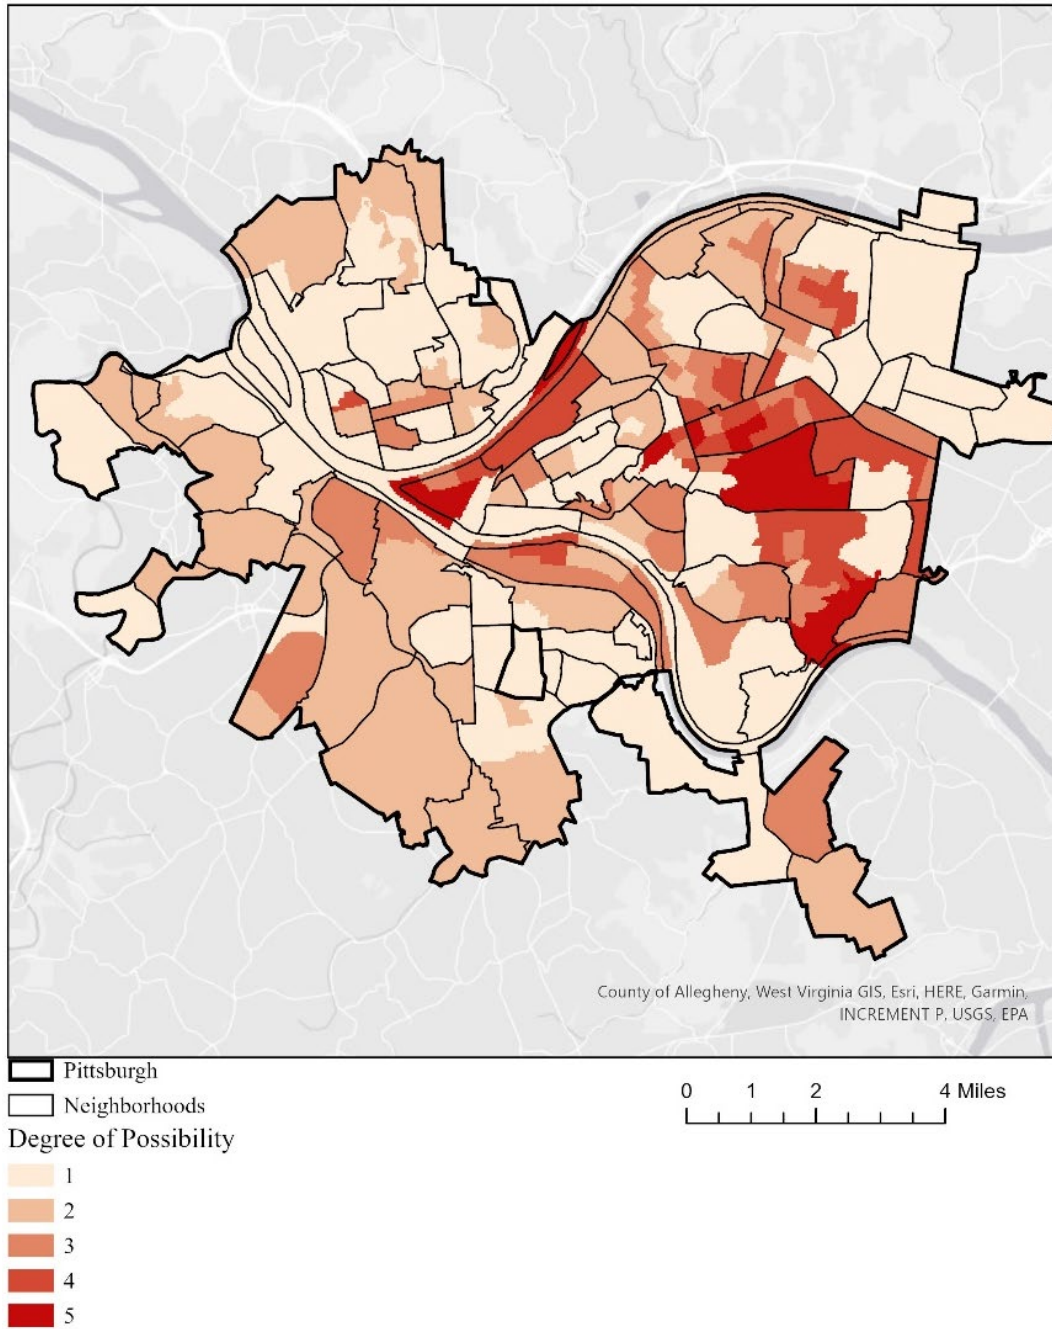 County of Allegheny, West Virginia GIS, Esri, HERE, Garmin,
INCREMENT P, USGS, EPA
Pittsburgh
Neighborhoods
0 1 2 4 Miles
Degree of Possibility
1
2
3
4
5